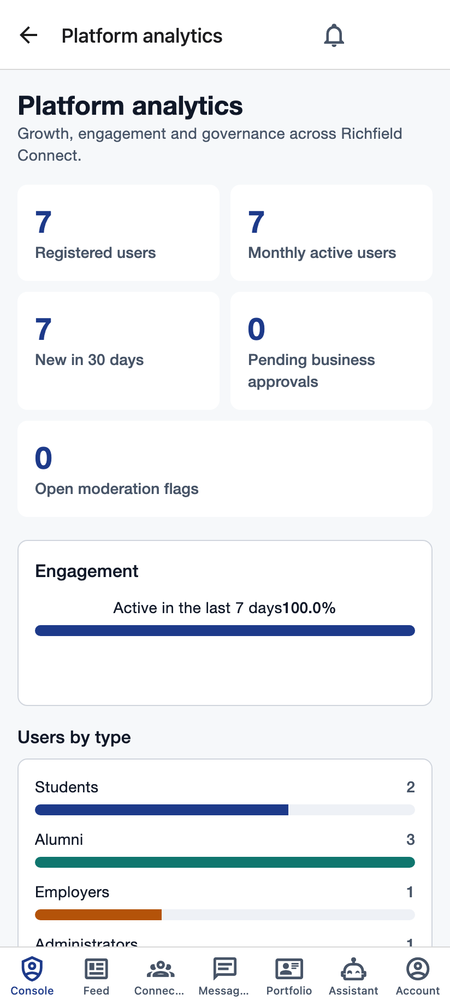 Platform analytics
Platform analytics
Growth, engagement and governance across Richfield
Connect.
7
Registered users
7
Monthly active users
7
New in 30 days
0
Pending business
approvals
0
Open moderation flags
Engagement
Active in the last 7 days100.0%
Users by type
Students 2
Alumni 3
Employers 1
Administrators 1
Console Feed Connec... Messag... Portfolio Assistant Account